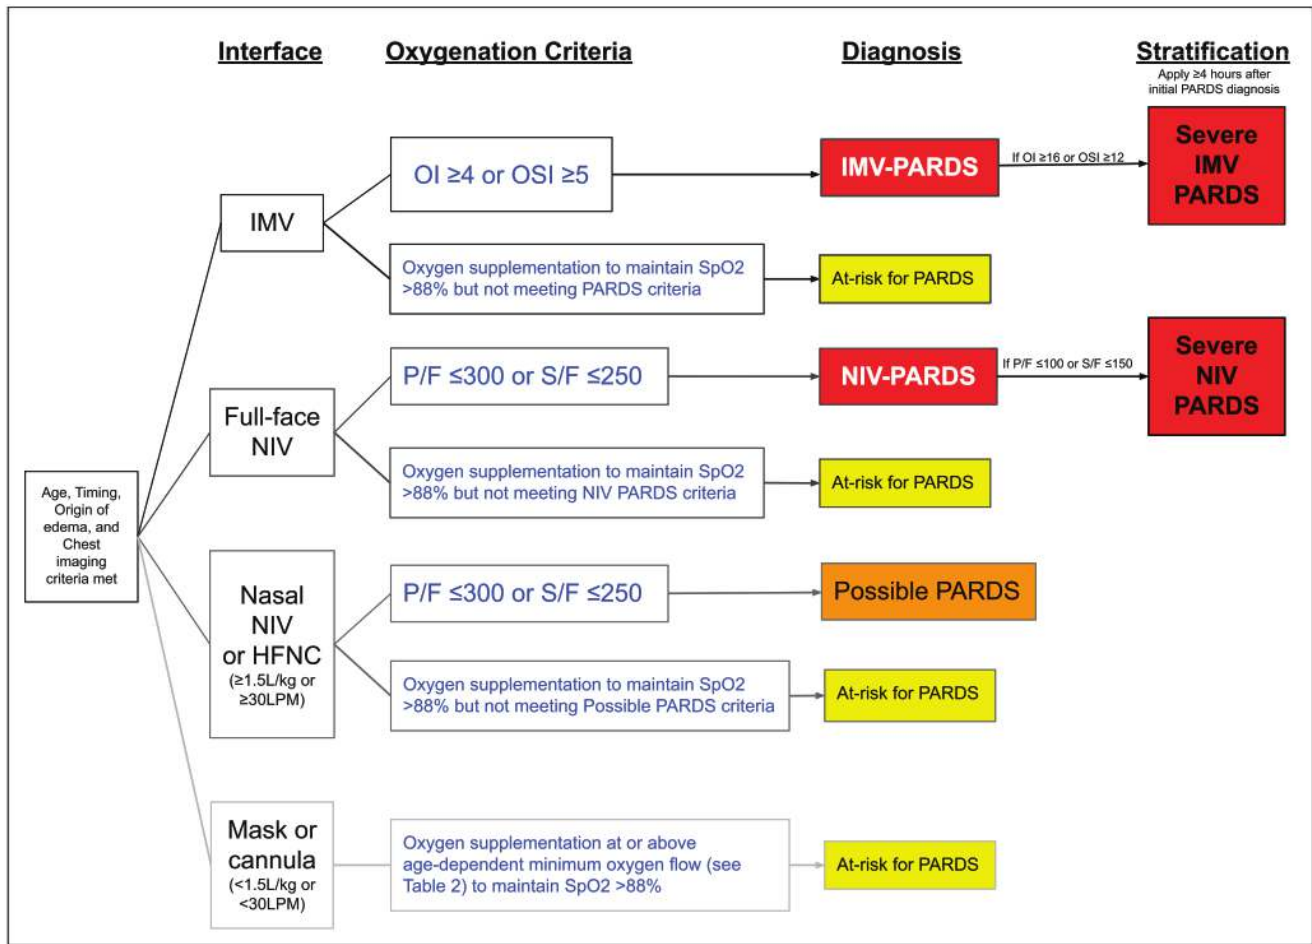 Interface
Oxygenation Criteria
Diagnosis
Stratification
Apply ≥4 hours after
initial PARDS diagnosis
Age, Timing,
Origin of
edema, and
Chest
imaging
criteria met
IMV
OI ≥4 or OSI ≥5
IMV-PARDS
If OI ≥16 or OSI ≥12
Severe
IMV
PARDS
Oxygen supplementation to maintain SpO2
>88% but not meeting PARDS criteria
At-risk for PARDS
Full-face
NIV
P/F ≤300 or S/F ≤250
NIV-PARDS
If P/F ≤100 or S/F ≤150
Severe
NIV
PARDS
Oxygen supplementation to maintain SpO2
>88% but not meeting NIV PARDS criteria
At-risk for PARDS
Nasal
NIV
or HFNC
(≥1.5L/kg or
≥30LPM)
P/F ≤300 or S/F ≤250
Possible PARDS
Oxygen supplementation to maintain SpO2
>88% but not meeting Possible PARDS criteria
At-risk for PARDS
Mask or
cannula
(<1.5L/kg or
<30LPM)
Oxygen supplementation at or above
age-dependent minimum oxygen flow (see
Table 2) to maintain SpO2 >88%
At-risk for PARDS